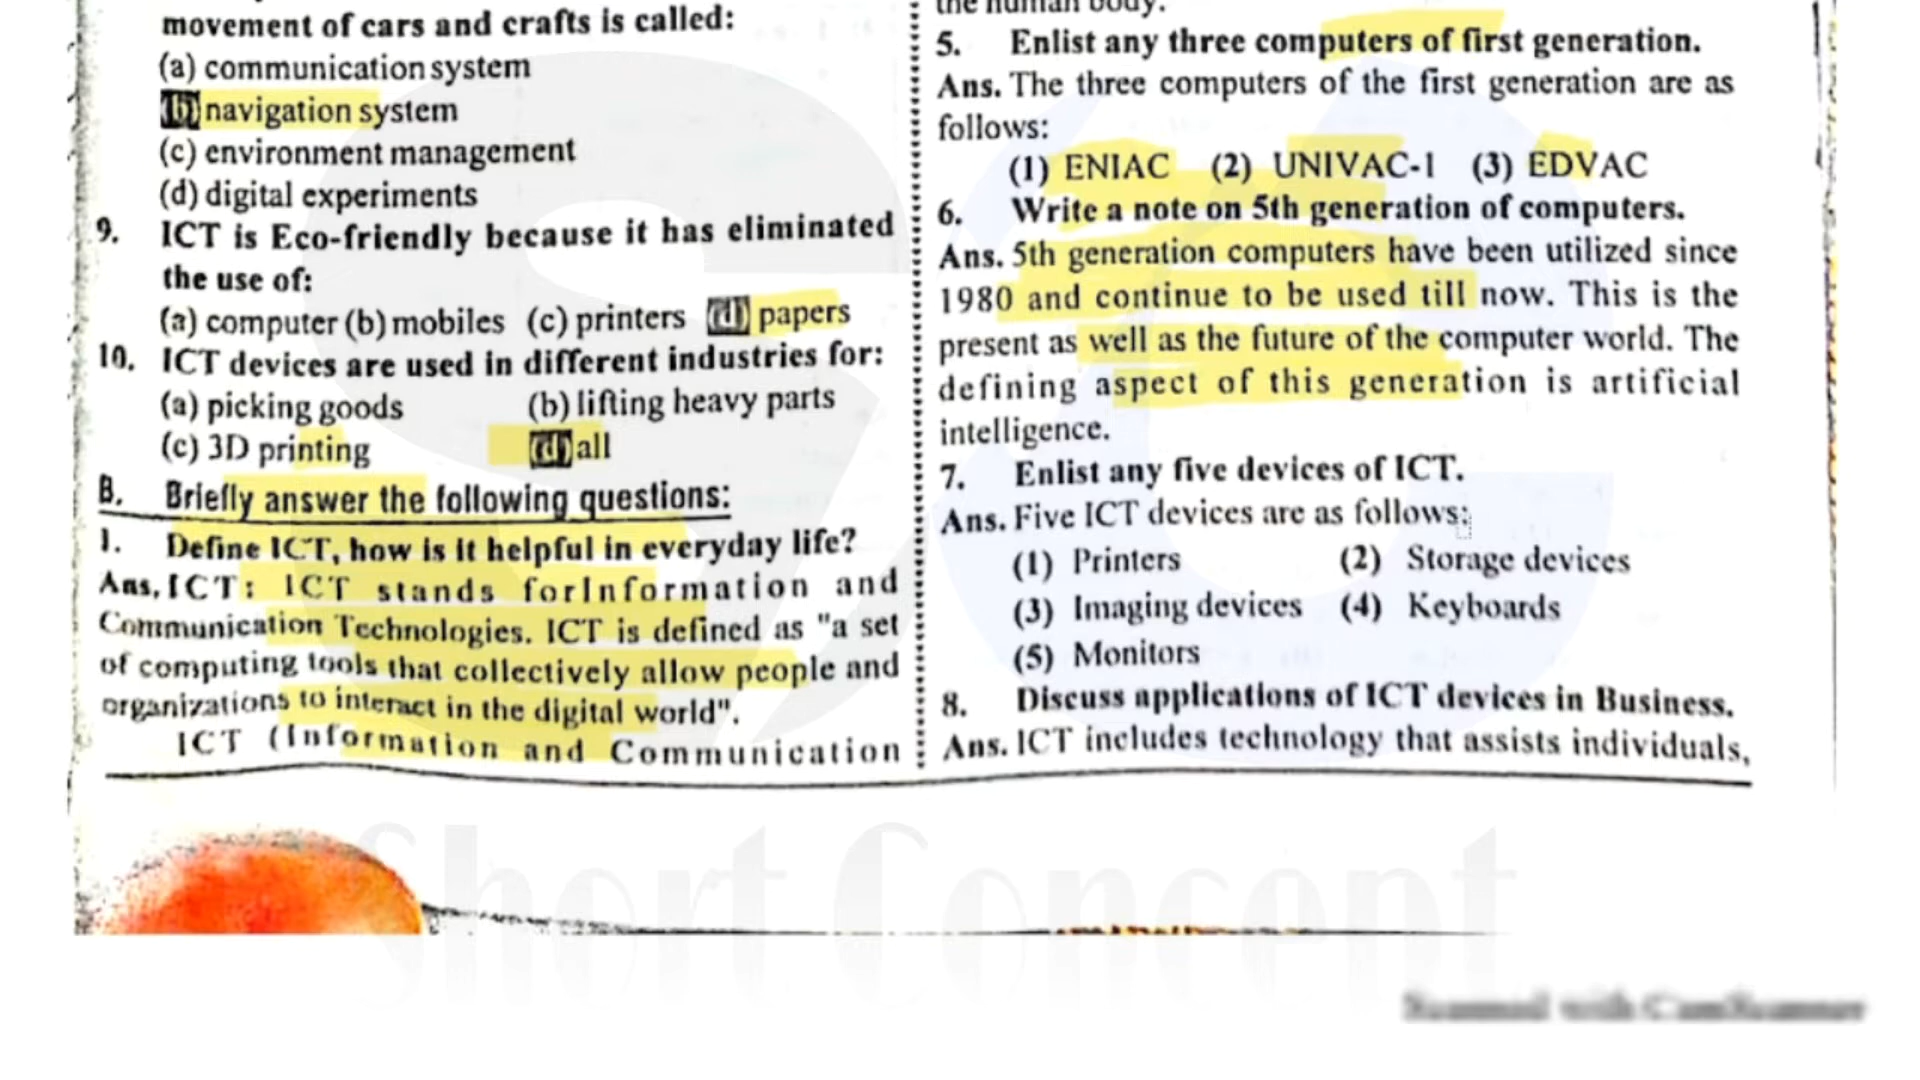 movement of cars and crafts is called:
(a) communication system
(b) navigation system
(c) environment management
(d) digital experiments
9. ICT is Eco-friendly because it has eliminated
the use of:
(a) computer (b) mobiles (c) printers (d) papers
10. ICT devices are used in different industries for:
(a) picking goods (b) lifting heavy parts
(c) 3D printing (d) all
B. Briefly answer the following questions:
1. Define ICT, how is it helpful in everyday life?
Ans. ICT: ICT stands forInformation and
Communication Technologies. ICT is defined as "a set
of computing tools that collectively allow people and
organizations to interact in the digital world".
ICT (Information and Communication
the human body.
5. Enlist any three computers of first generation.
Ans. The three computers of the first generation are as
follows:
(1) ENIAC (2) UNIVAC-1 (3) EDVAC
6. Write a note on 5th generation of computers.
Ans. 5th generation computers have been utilized since
1980 and continue to be used till now. This is the
present as well as the future of the computer world. The
defining aspect of this generation is artificial
intelligence.
7. Enlist any five devices of ICT.
Ans. Five ICT devices are as follows:
(1) Printers (2) Storage devices
(3) Imaging devices (4) Keyboards
(5) Monitors
8. Discuss applications of ICT devices in Business.
Ans. ICT includes technology that assists individuals,
Short Concept
Scanned with CamScanner